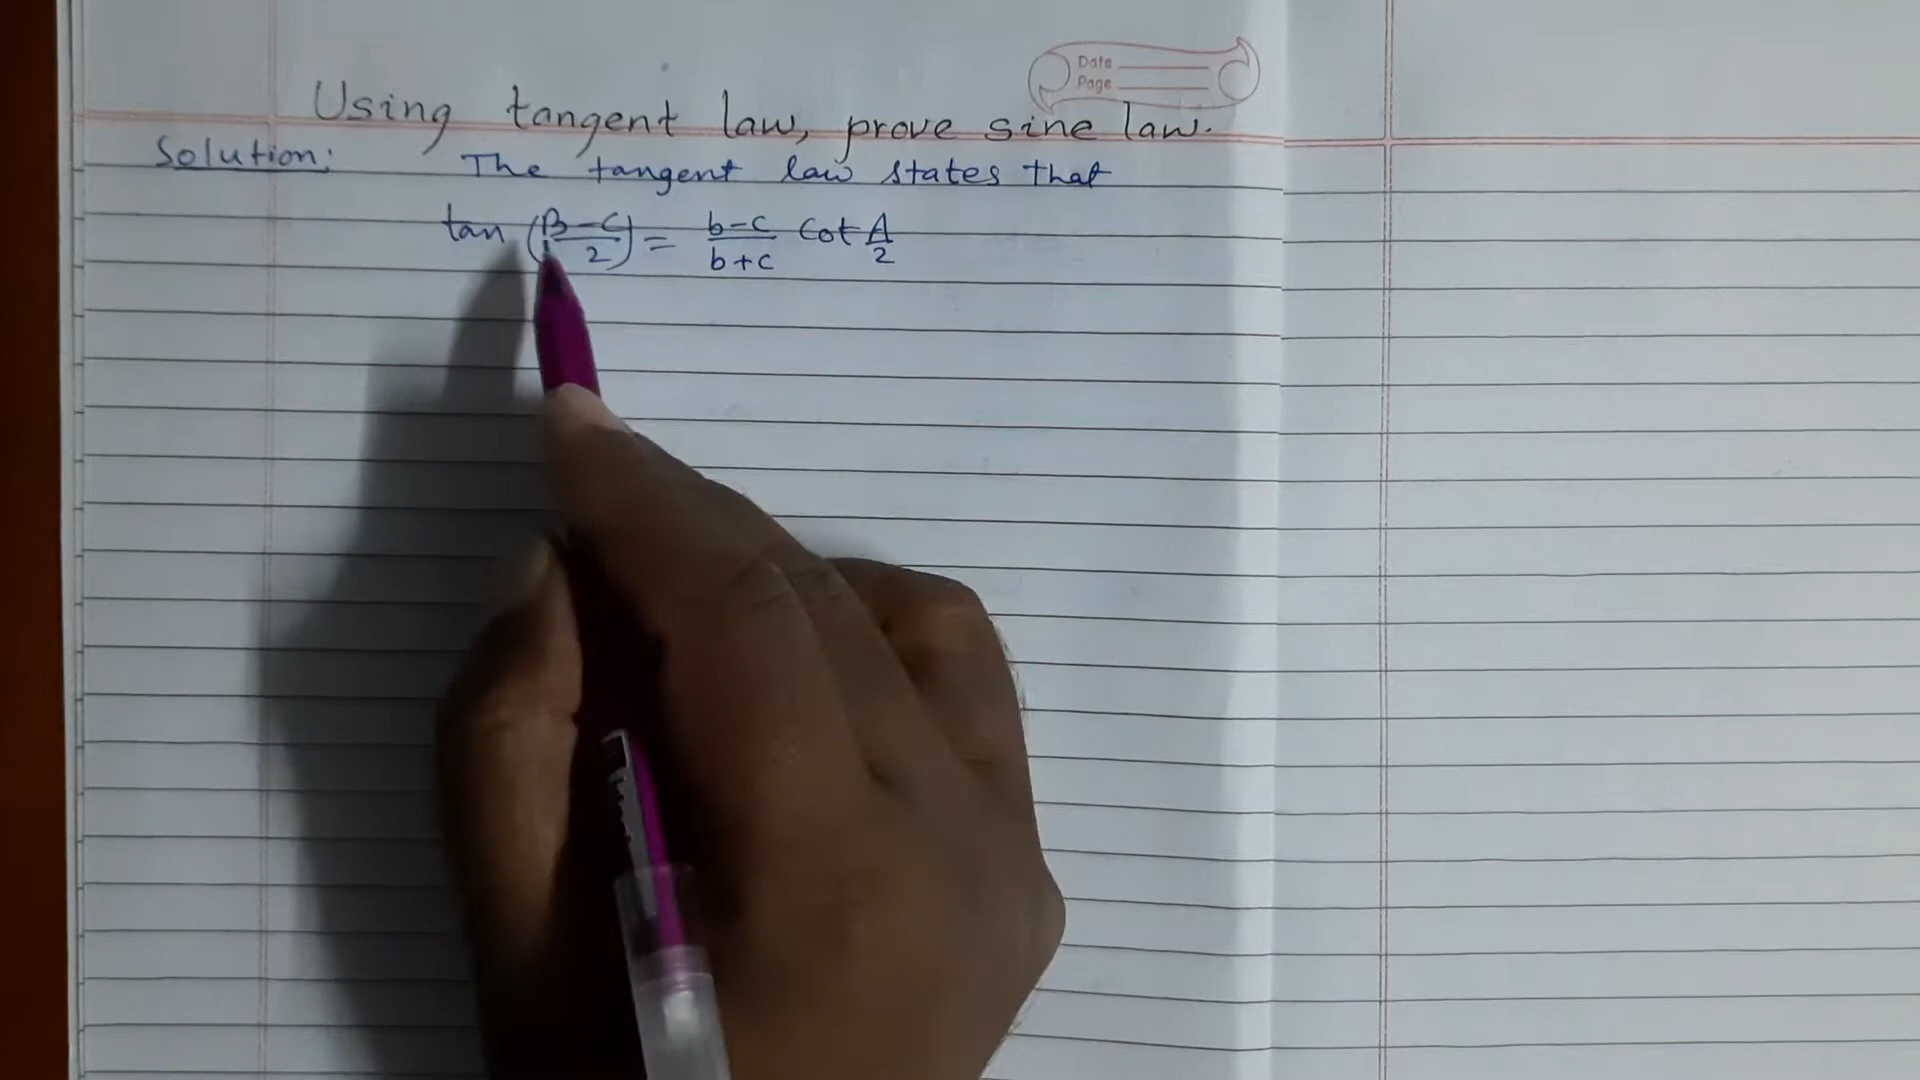 Date
Page
Using tangent law, prove sine law.
Solution: The tangent law states that
tan (B-C/2) = b-c/b+c Cot A/2